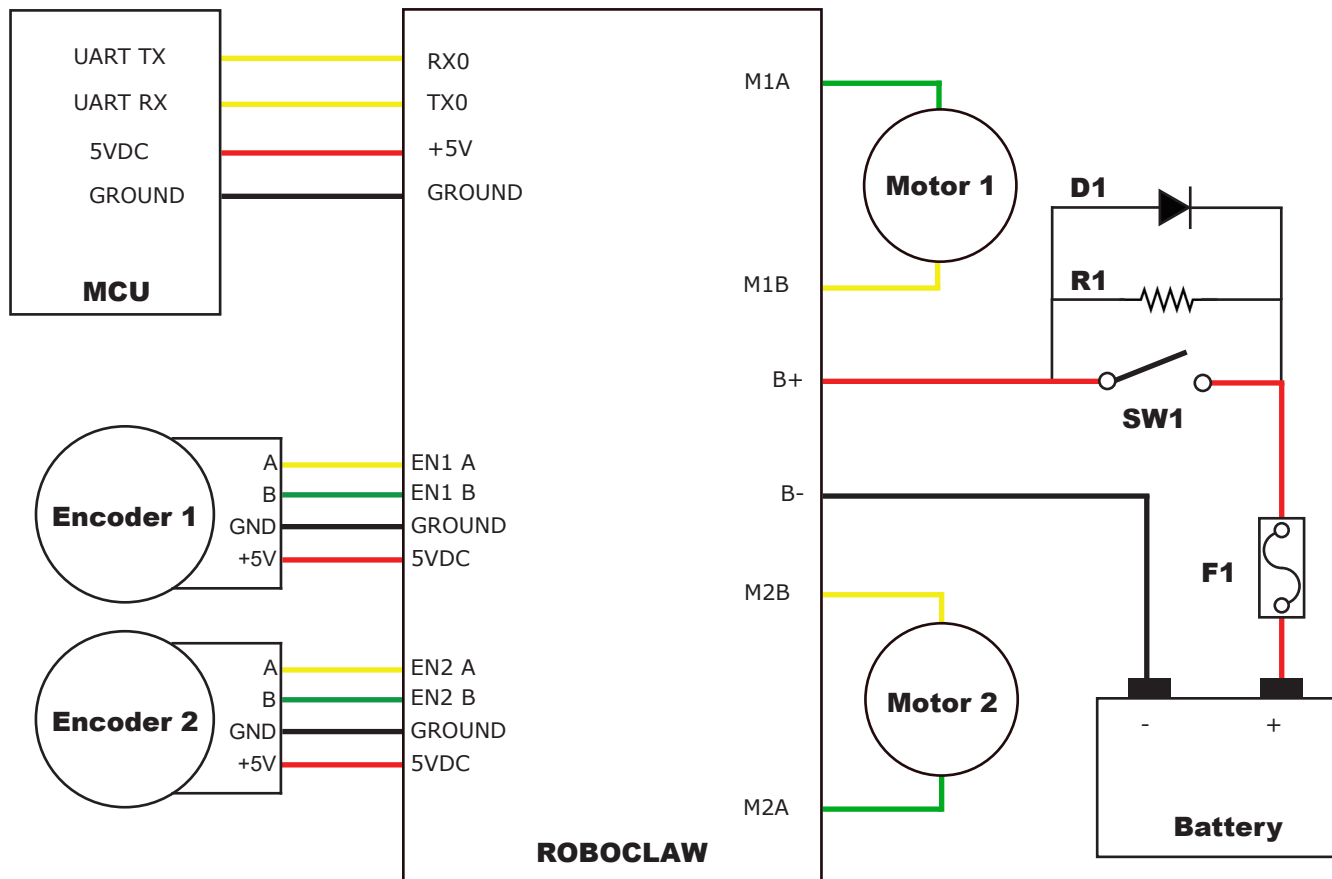 UART TX
UART RX
5VDC
GROUND
MCU
RX0
TX0
+5V
GROUND
M1A
Motor 1
M1B
D1
R1
B+
SW1
B-
F1
A
B
GND
+5V
Encoder 1
EN1 A
EN1 B
GROUND
5VDC
A
B
GND
+5V
Encoder 2
EN2 A
EN2 B
GROUND
5VDC
M2B
Motor 2
M2A
- +
Battery
ROBOCLAW